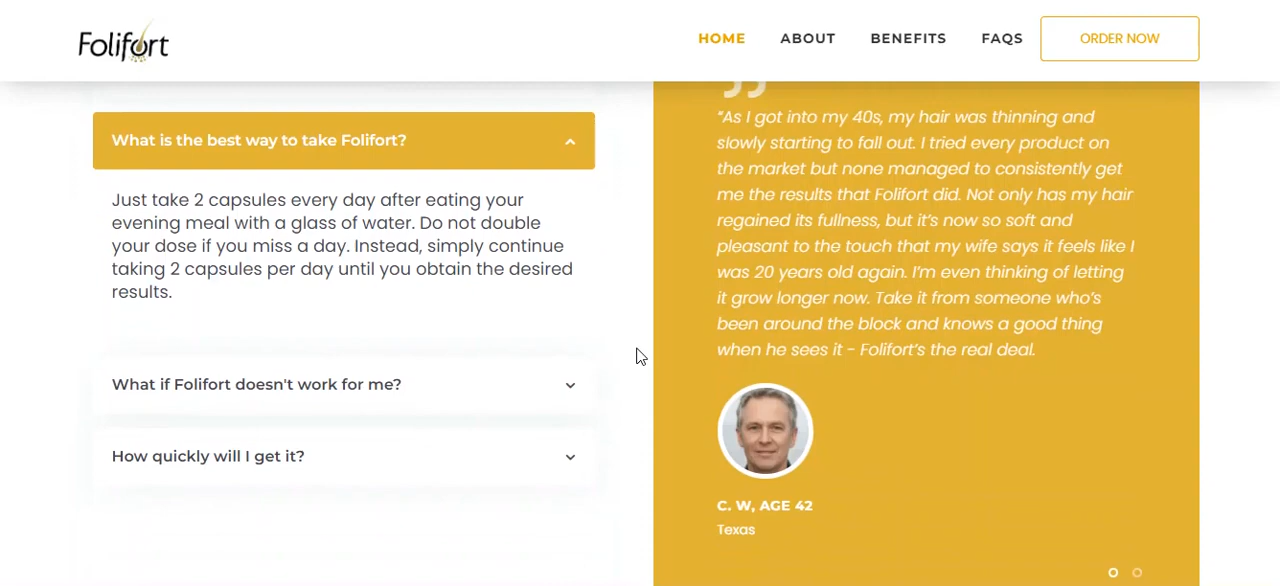 Folifort
HOME ABOUT BENEFITS FAQS ORDER NOW
What is the best way to take Folifort?
Just take 2 capsules every day after eating your
evening meal with a glass of water. Do not double
your dose if you miss a day. Instead, simply continue
taking 2 capsules per day until you obtain the desired
results.
What if Folifort doesn't work for me?
How quickly will I get it?
“As I got into my 40s, my hair was thinning and
slowly starting to fall out. I tried every product on
the market but none managed to consistently get
me the results that Folifort did. Not only has my hair
regained its fullness, but it’s now so soft and
pleasant to the touch that my wife says it feels like I
was 20 years old again. I’m even thinking of letting
it grow longer now. Take it from someone who’s
been around the block and knows a good thing
when he sees it - Folifort’s the real deal.
C. W, AGE 42
Texas